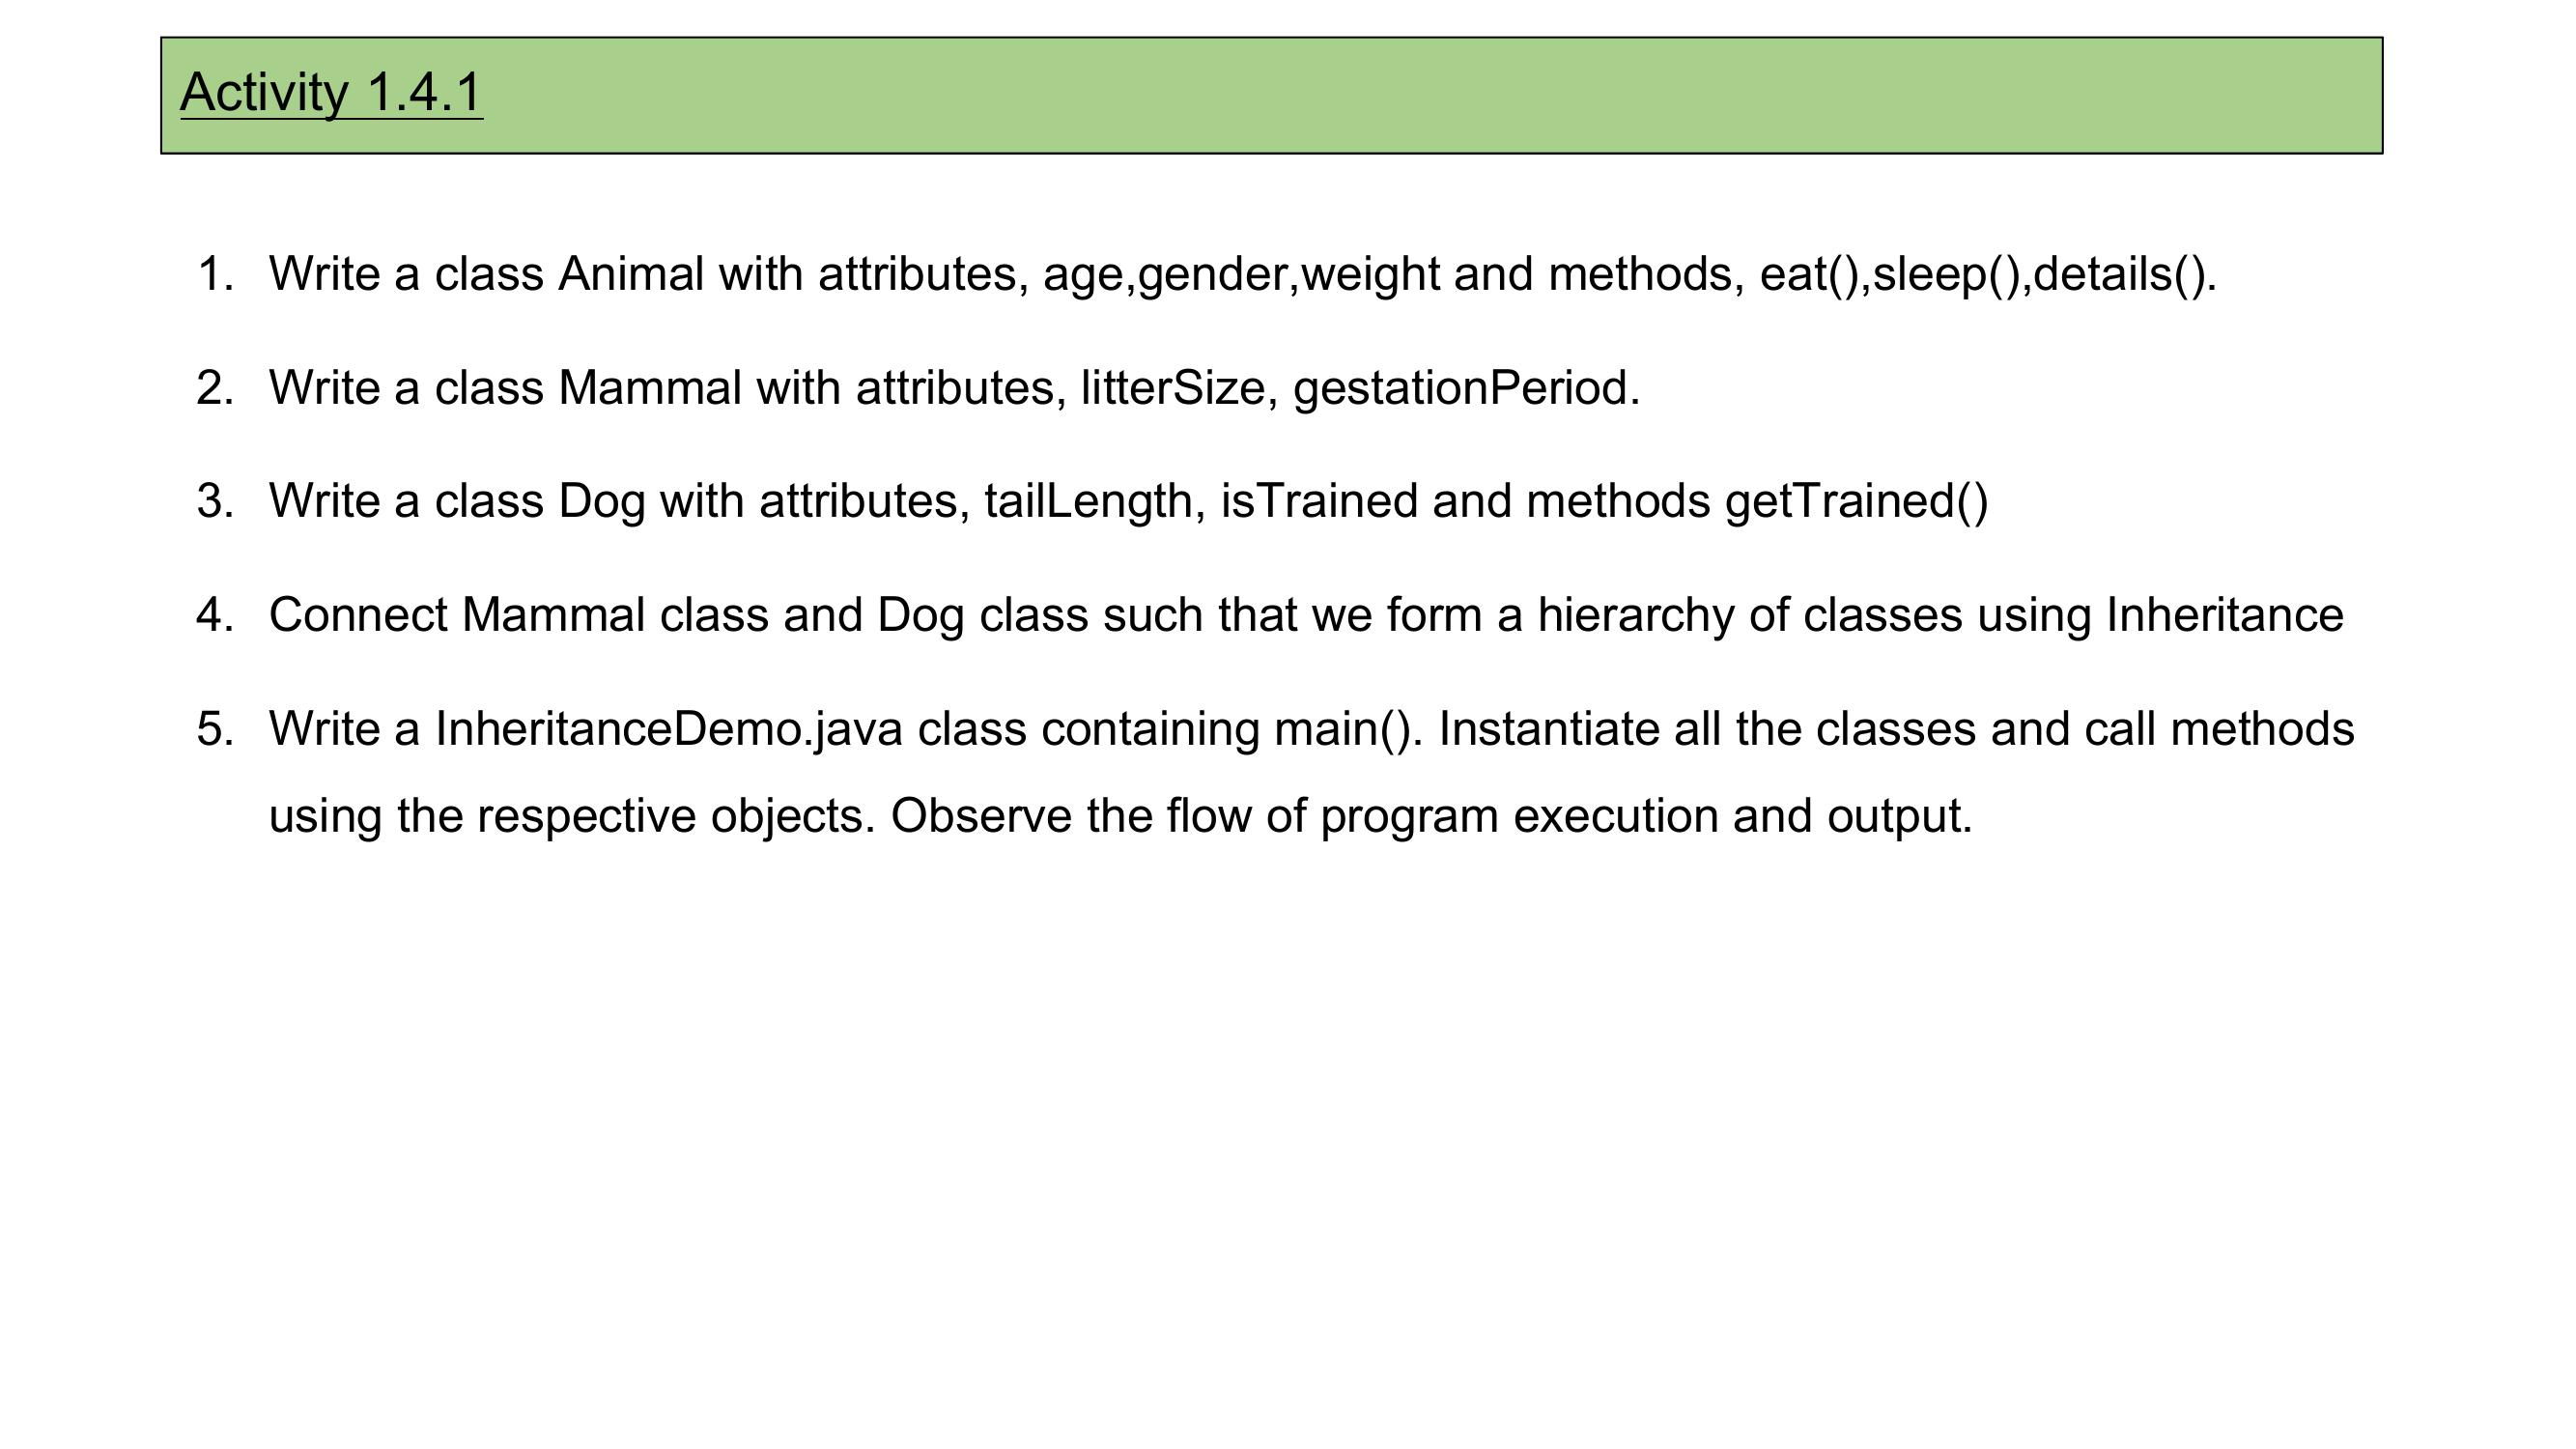 Activity 1.4.1
1. Write a class Animal with attributes, age,gender,weight and methods, eat(),sleep(),details().
2. Write a class Mammal with attributes, litterSize, gestationPeriod.
3. Write a class Dog with attributes, tailLength, isTrained and methods getTrained()
4. Connect Mammal class and Dog class such that we form a hierarchy of classes using Inheritance
5. Write a InheritanceDemo.java class containing main(). Instantiate all the classes and call methods
using the respective objects. Observe the flow of program execution and output.